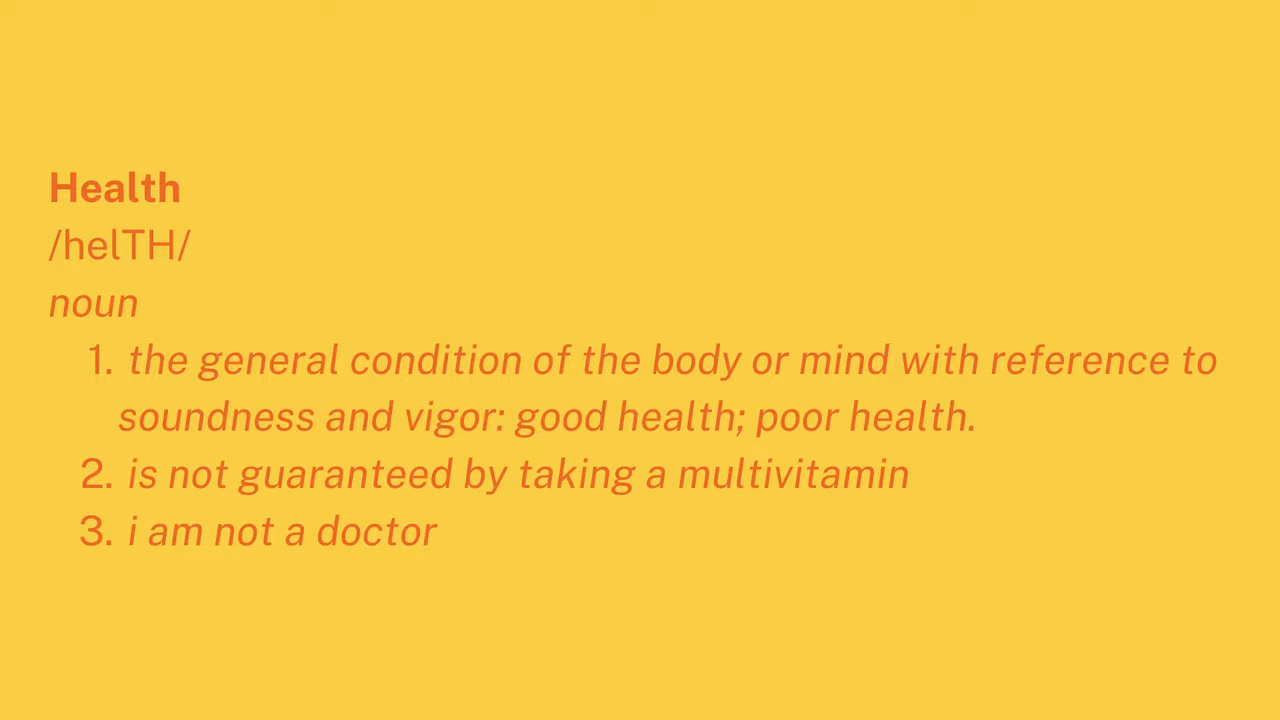 Health
/helTH/
noun
1. the general condition of the body or mind with reference to
soundness and vigor: good health; poor health.
2. is not guaranteed by taking a multivitamin
3. i am not a doctor